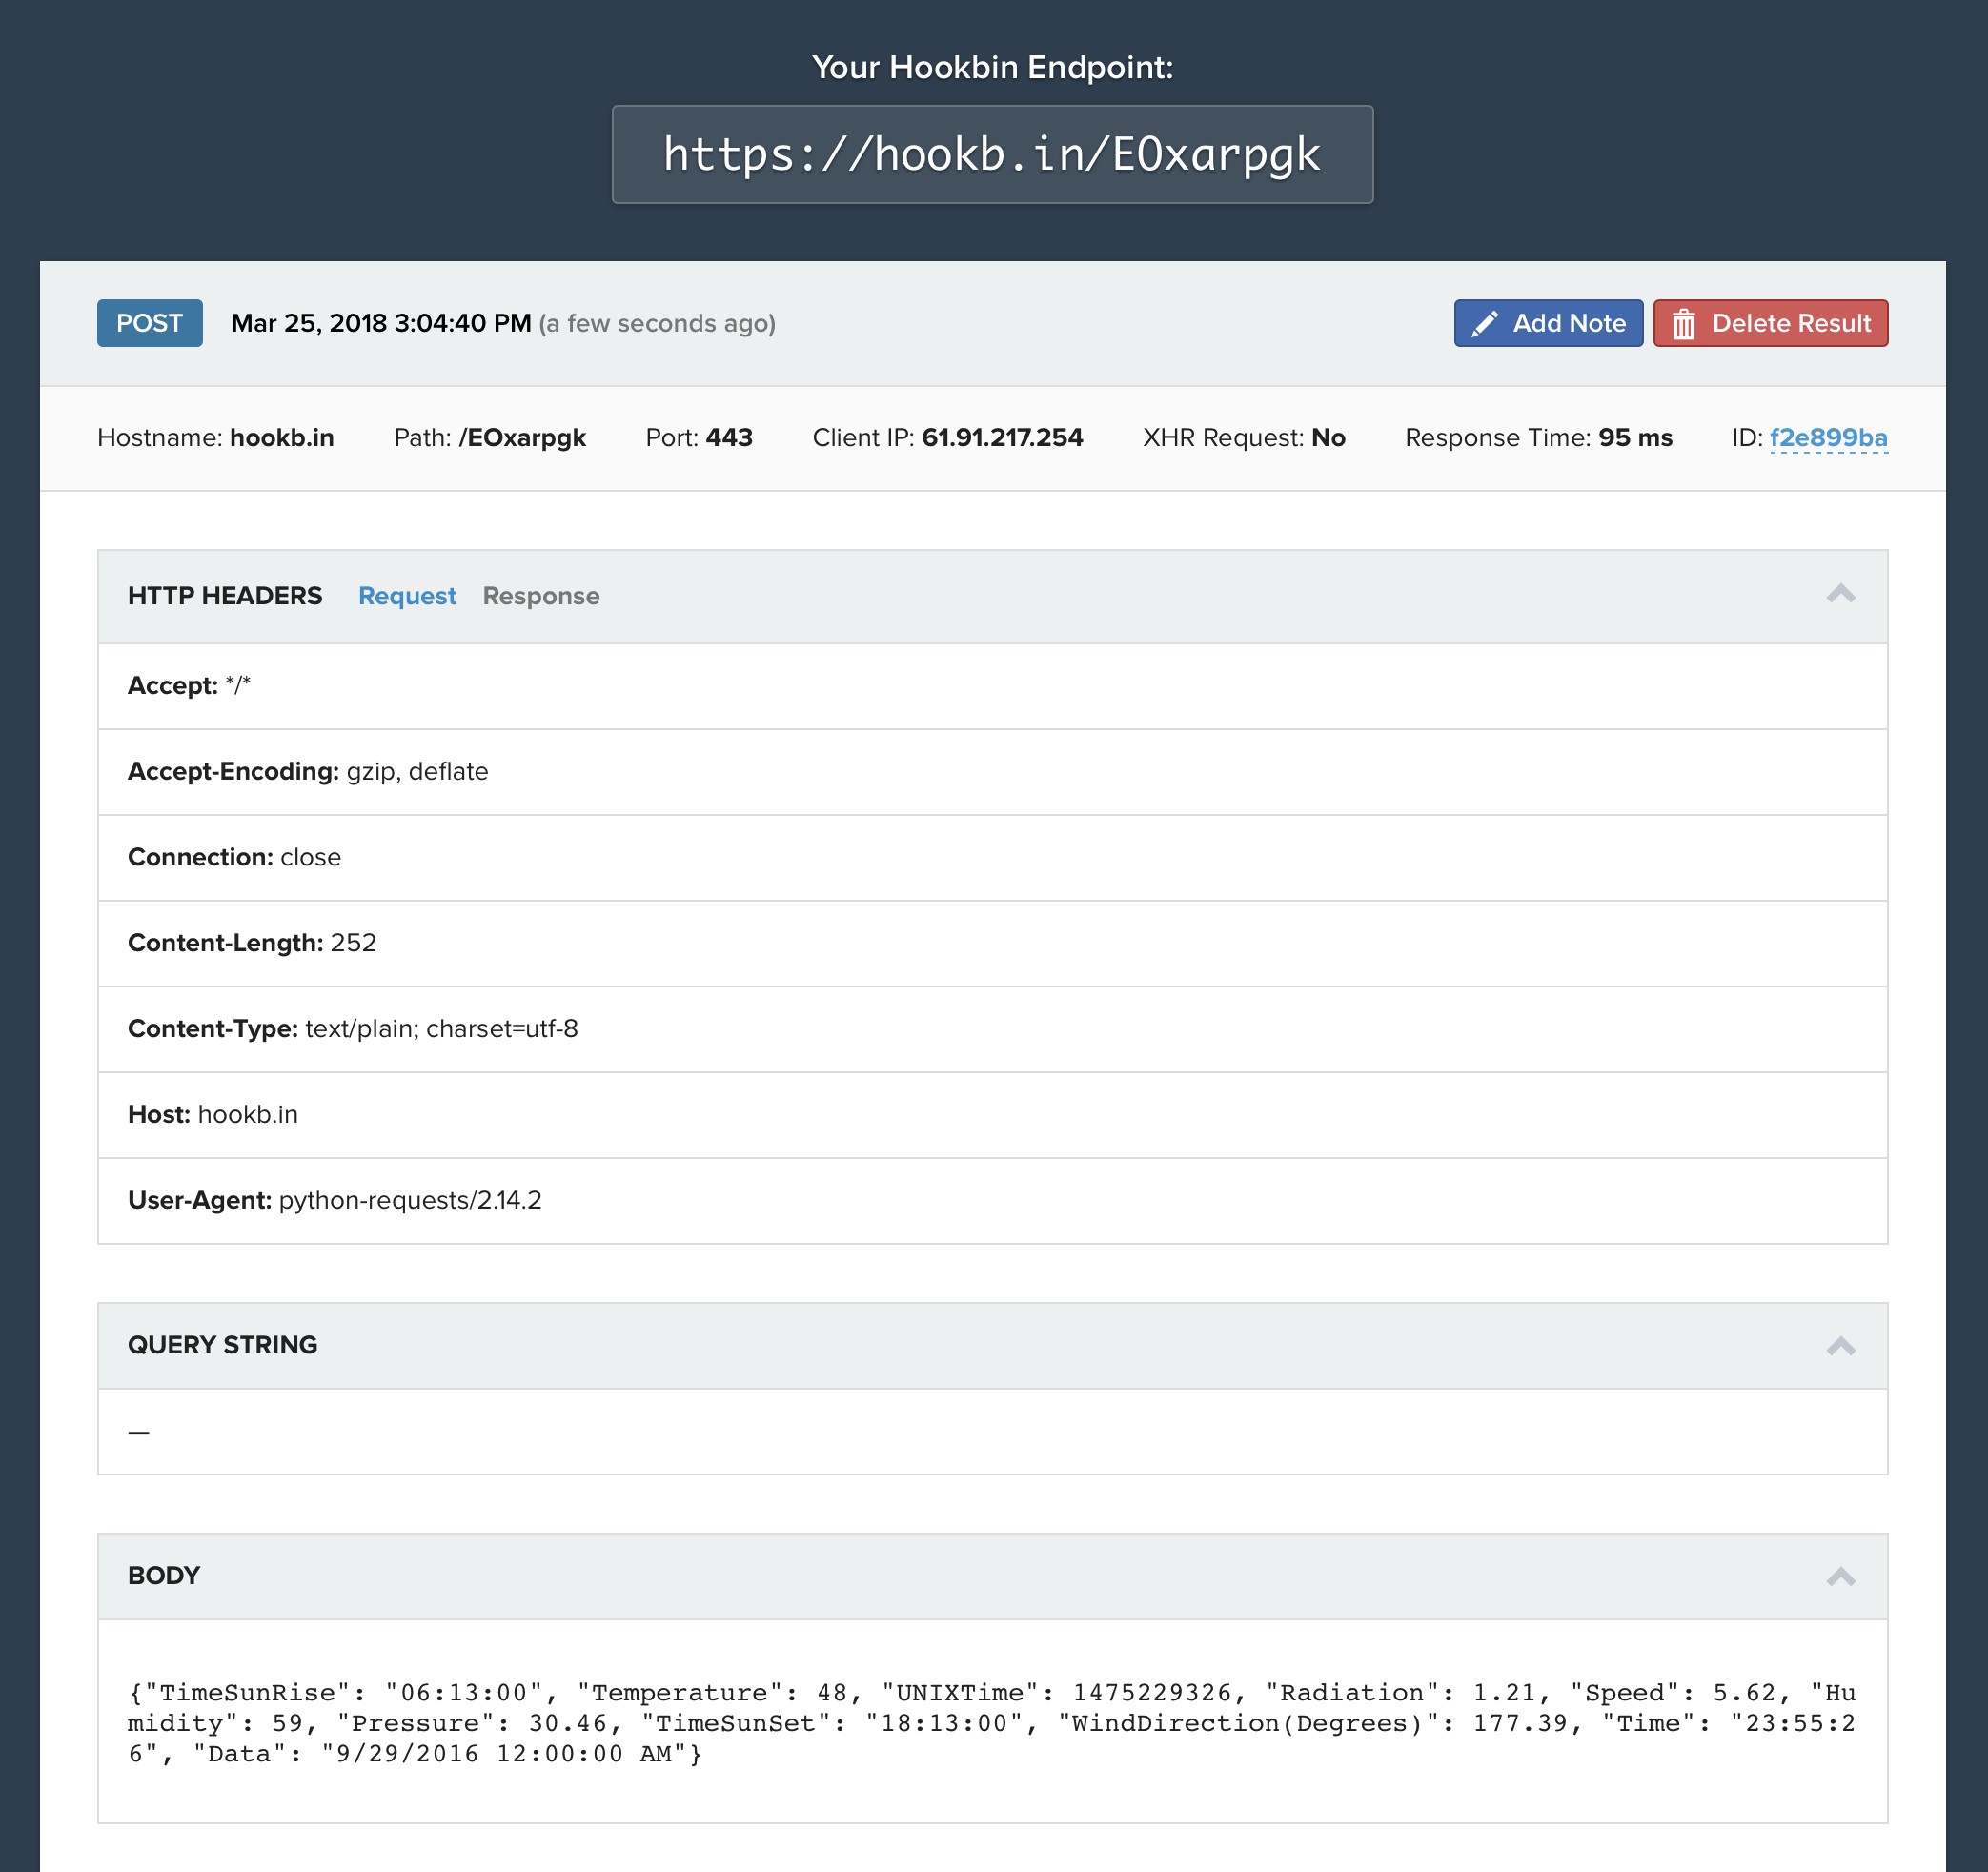 Your Hookbin Endpoint:
https://hookb.in/EOxarpgk
POST Mar 25, 2018 3:04:40 PM (a few seconds ago) Add Note Delete Result
Hostname: hookb.in Path: /EOxarpgk Port: 443 Client IP: 61.91.217.254 XHR Request: No Response Time: 95 ms ID: f2e899ba
HTTP HEADERS Request Response
Accept: */*
Accept-Encoding: gzip, deflate
Connection: close
Content-Length: 252
Content-Type: text/plain; charset=utf-8
Host: hookb.in
User-Agent: python-requests/2.14.2
QUERY STRING
—
BODY
{"TimeSunRise": "06:13:00", "Temperature": 48, "UNIXTime": 1475229326, "Radiation": 1.21, "Speed": 5.62, "Hu
midity": 59, "Pressure": 30.46, "TimeSunSet": "18:13:00", "WindDirection(Degrees)": 177.39, "Time": "23:55:2
6", "Data": "9/29/2016 12:00:00 AM"}